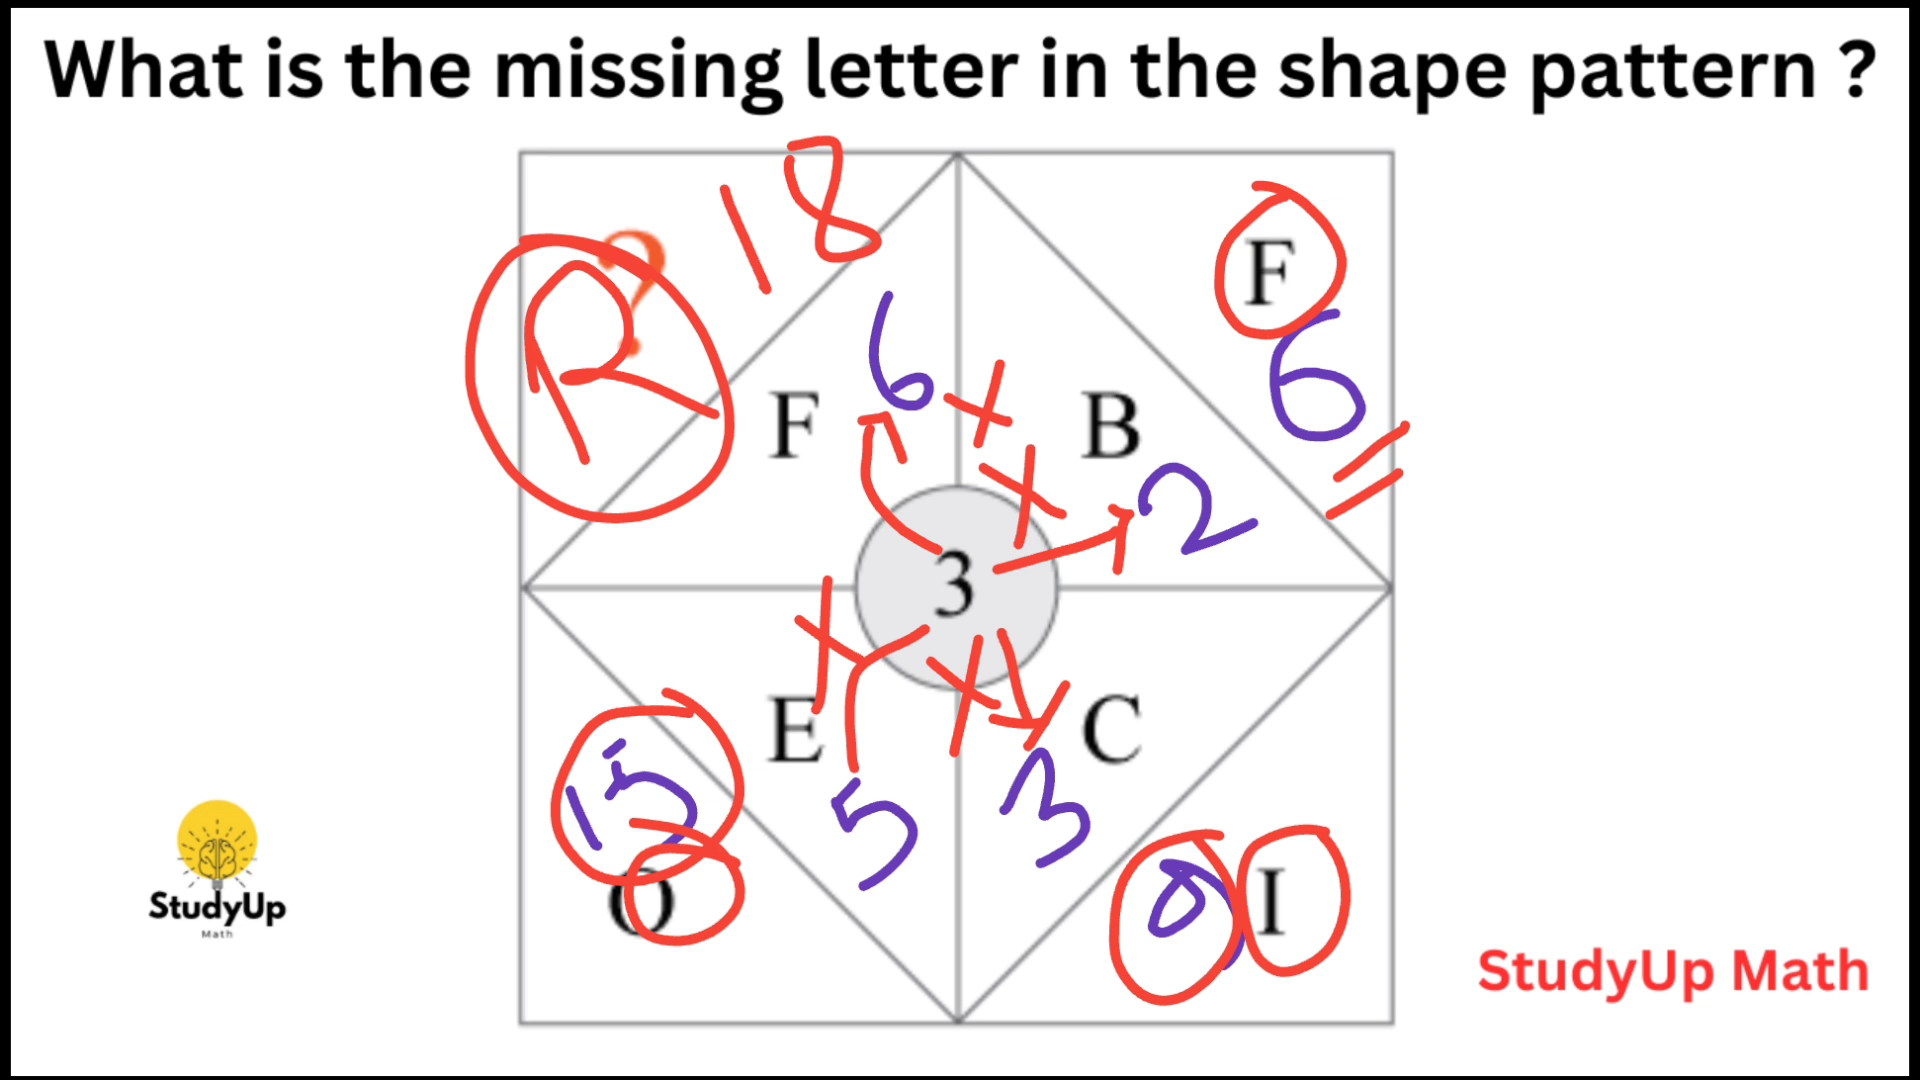 What is the missing letter in the shape pattern ?
18
R ?
F
6
F 6
B
2
3
E
C
15
5
3
O
9 I
StudyUp
Math
StudyUp Math